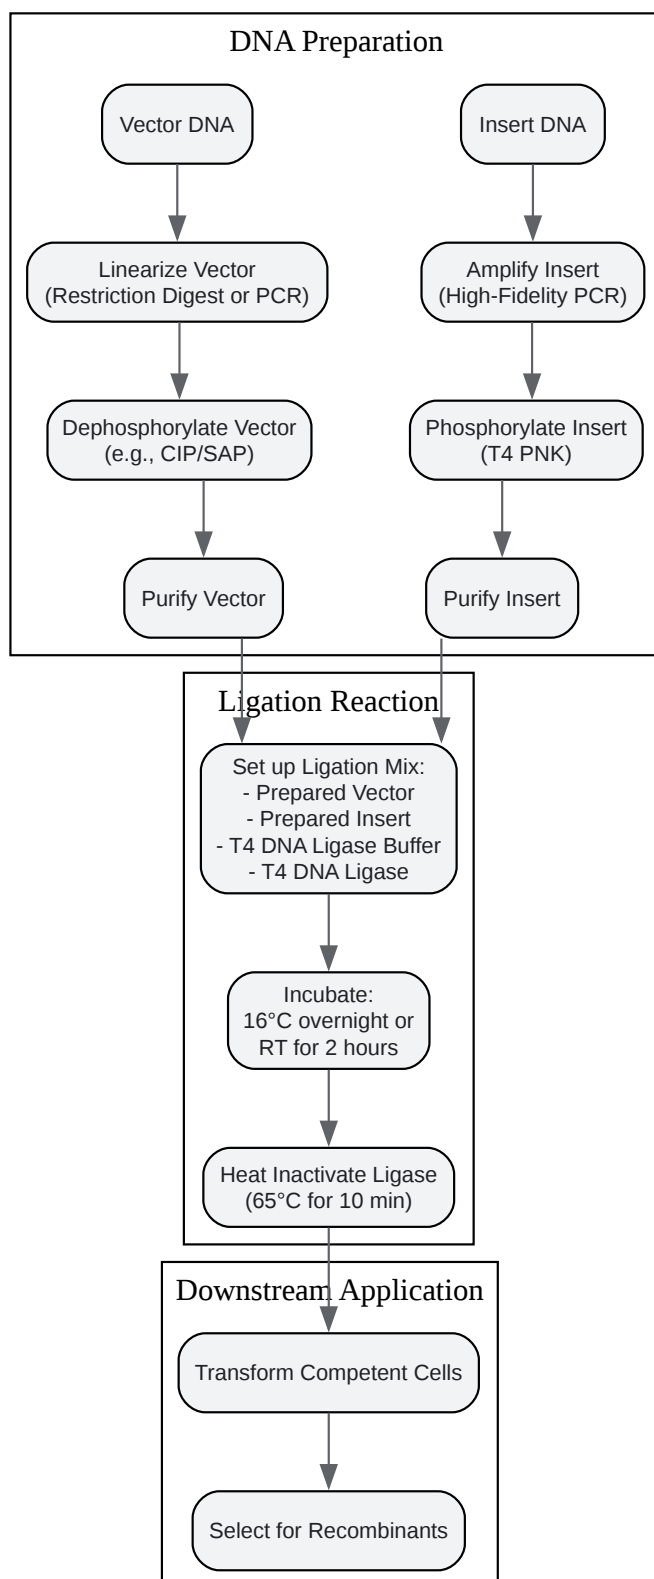 DNA Preparation
Vector DNA
Insert DNA
Linearize Vector
(Restriction Digest or PCR)
Amplify Insert
(High-Fidelity PCR)
Dephosphorylate Vector
(e.g., CIP/SAP)
Phosphorylate Insert
(T4 PNK)
Purify Vector
Purify Insert
Ligation Reaction
Set up Ligation Mix:
- Prepared Vector
- Prepared Insert
- T4 DNA Ligase Buffer
- T4 DNA Ligase
Incubate:
16°C overnight or
RT for 2 hours
Heat Inactivate Ligase
(65°C for 10 min)
Downstream Application
Transform Competent Cells
Select for Recombinants